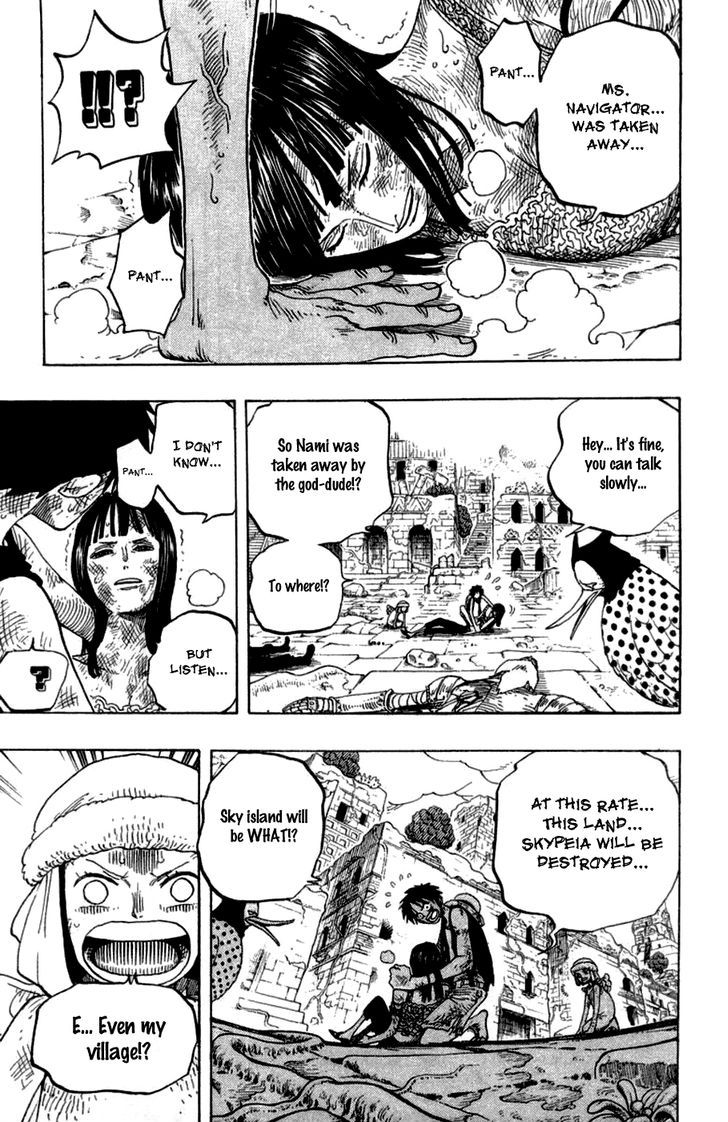 PANT...
MS.
NAVIGATOR...
WAS TAKEN
AWAY...
!!?
PANT...
Hey... It's fine,
you can talk
slowly...
So Nami was
taken away by
the god-dude!?
To where!?
I DON'T
KNOW...
PANT...
BUT
LISTEN...
?
AT THIS RATE...
THIS LAND...
SKYPEIA WILL BE
DESTROYED...
Sky island will
be WHAT!?
E... Even my
village!?